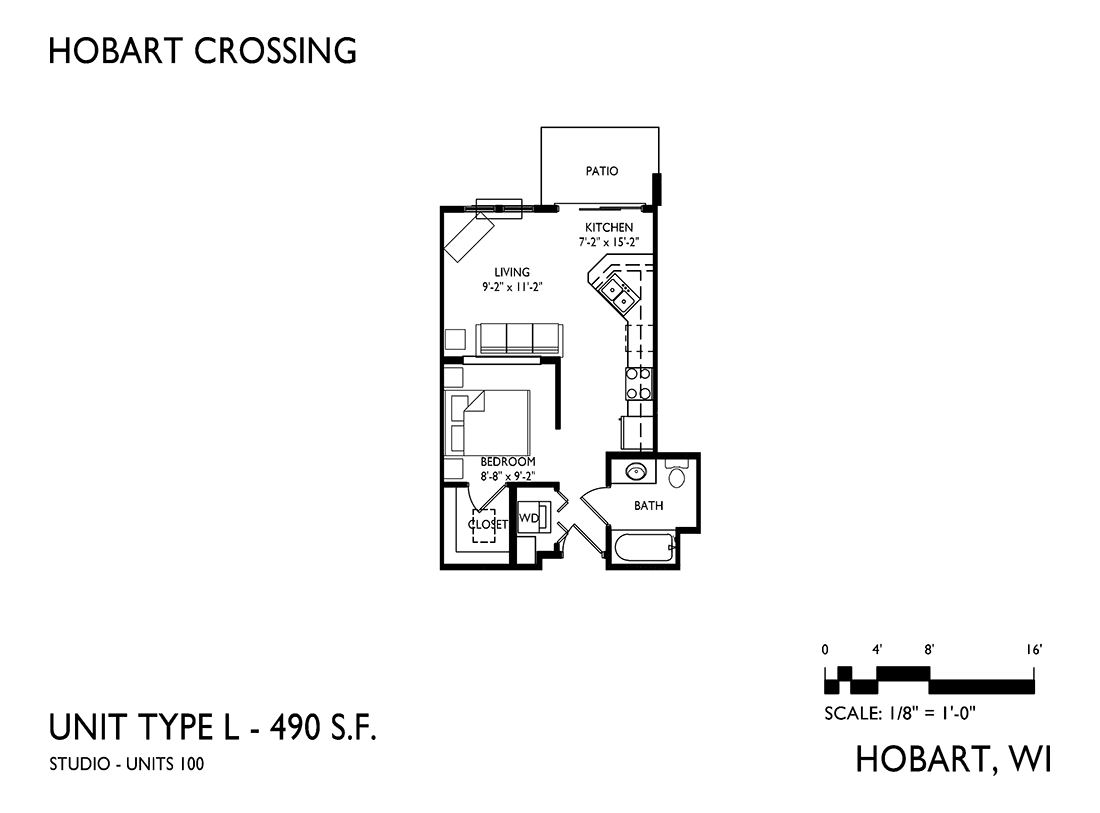 HOBART CROSSING
PATIO
KITCHEN
7'-2" x 15'-2"
LIVING
9'-2" x 11'-2"
BEDROOM
8'-8" x 9'-2"
BATH
WD
CLOSET
0 4' 8' 16'
SCALE: 1/8" = 1'-0"
UNIT TYPE L - 490 S.F.
STUDIO - UNITS 100
HOBART, WI